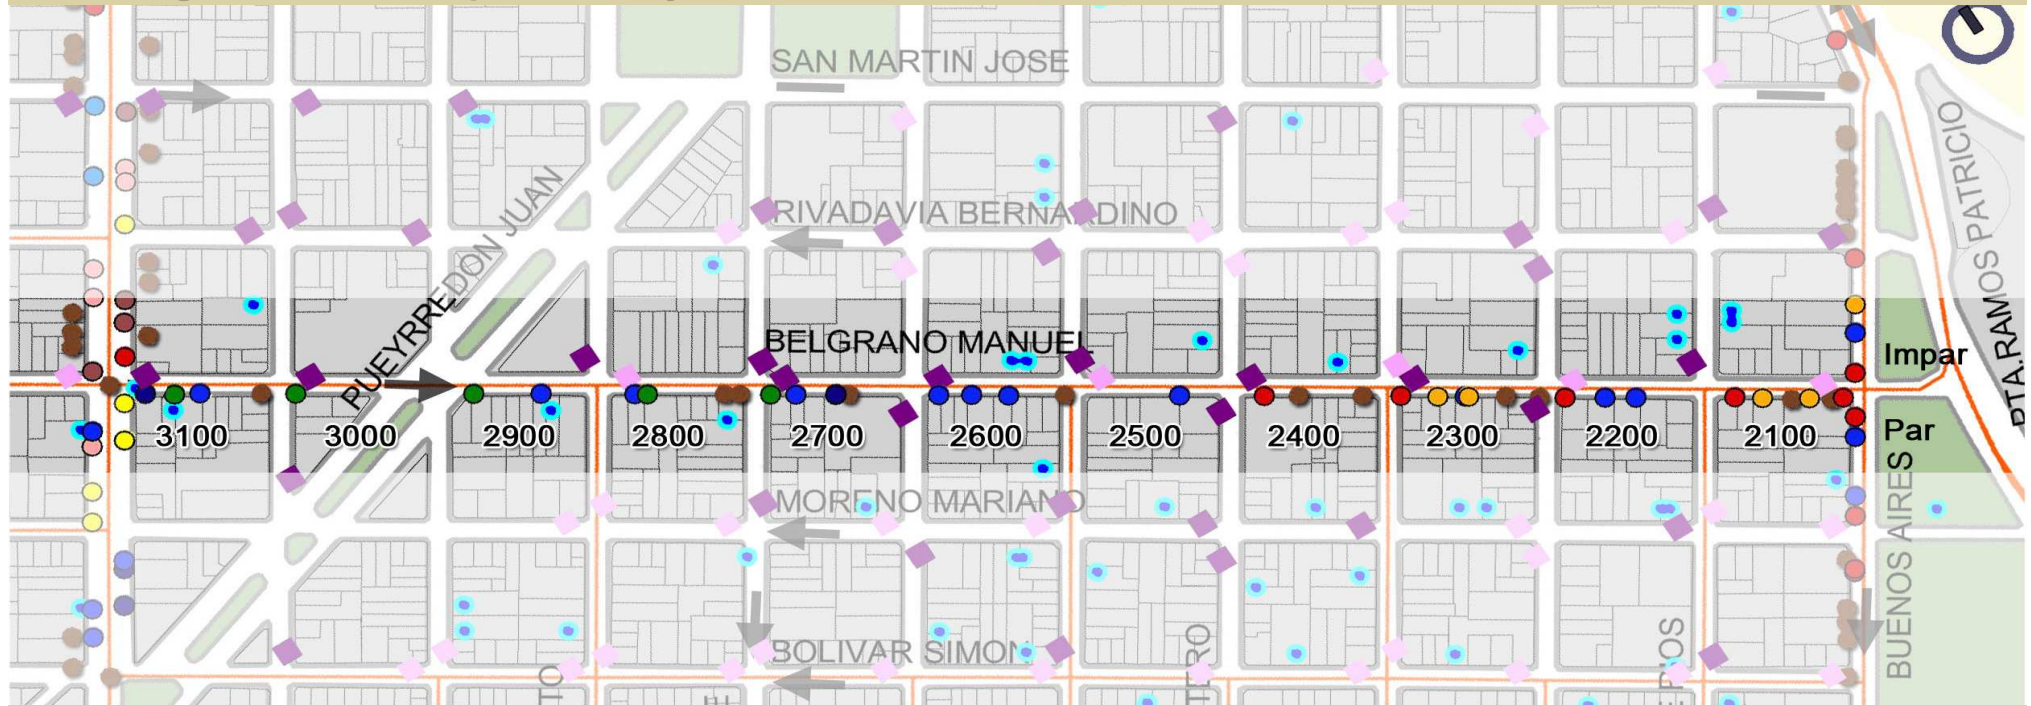 SAN MARTIN JOSE
PTA.RAMOS PATRICIO
PUEYRREDON JUAN
RIVADAVIA BERNARDINO
BELGRANO MANUEL
Impar
3100
3000
2900
2800
2700
2600
2500
2400
2300
2200
2100
Par
MORENO MARIANO
BUENOS AIRES
BOLIVAR SIMON